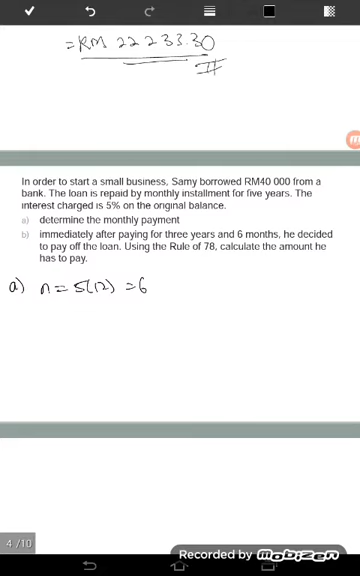 = RM 22 233.30
In order to start a small business, Samy borrowed RM40 000 from a
bank. The loan is repaid by monthly installment for five years. The
interest charged is 5% on the original balance.
a) determine the monthly payment
b) immediately after paying for three years and 6 months, he decided
to pay off the loan. Using the Rule of 78, calculate the amount he
has to pay.
a) n = 5(12) = 6
4 / 10
Recorded by mobizen